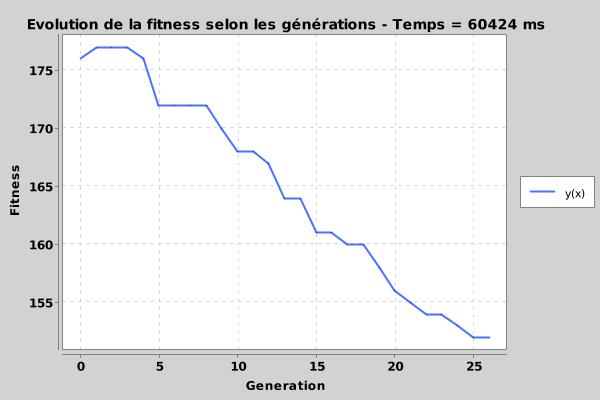 Evolution de la fitness selon les générations - Temps = 60424 ms
175
170
165
160
155
Fitness
0 5 10 15 20 25
Generation
y(x)